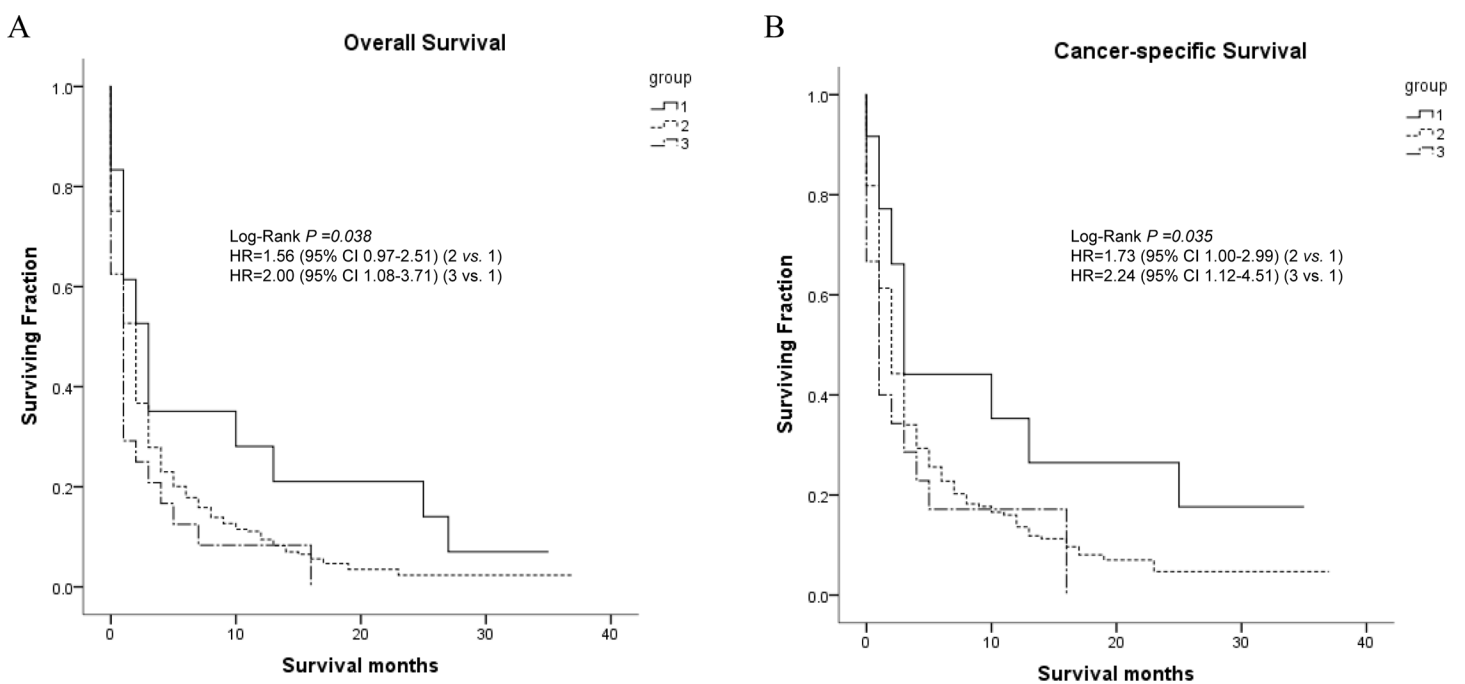 A
Overall Survival
group
1
2
3
1.0
0.8
0.6
0.4
0.2
0.0
Surviving Fraction
Log-Rank P =0.038
HR=1.56 (95% CI 0.97-2.51) (2 vs. 1)
HR=2.00 (95% CI 1.08-3.71) (3 vs. 1)
0 10 20 30 40
Survival months
B
Cancer-specific Survival
group
1
2
3
1.0
0.8
0.6
0.4
0.2
0.0
Surviving Fraction
Log-Rank P =0.035
HR=1.73 (95% CI 1.00-2.99) (2 vs. 1)
HR=2.24 (95% CI 1.12-4.51) (3 vs. 1)
0 10 20 30 40
Survival months